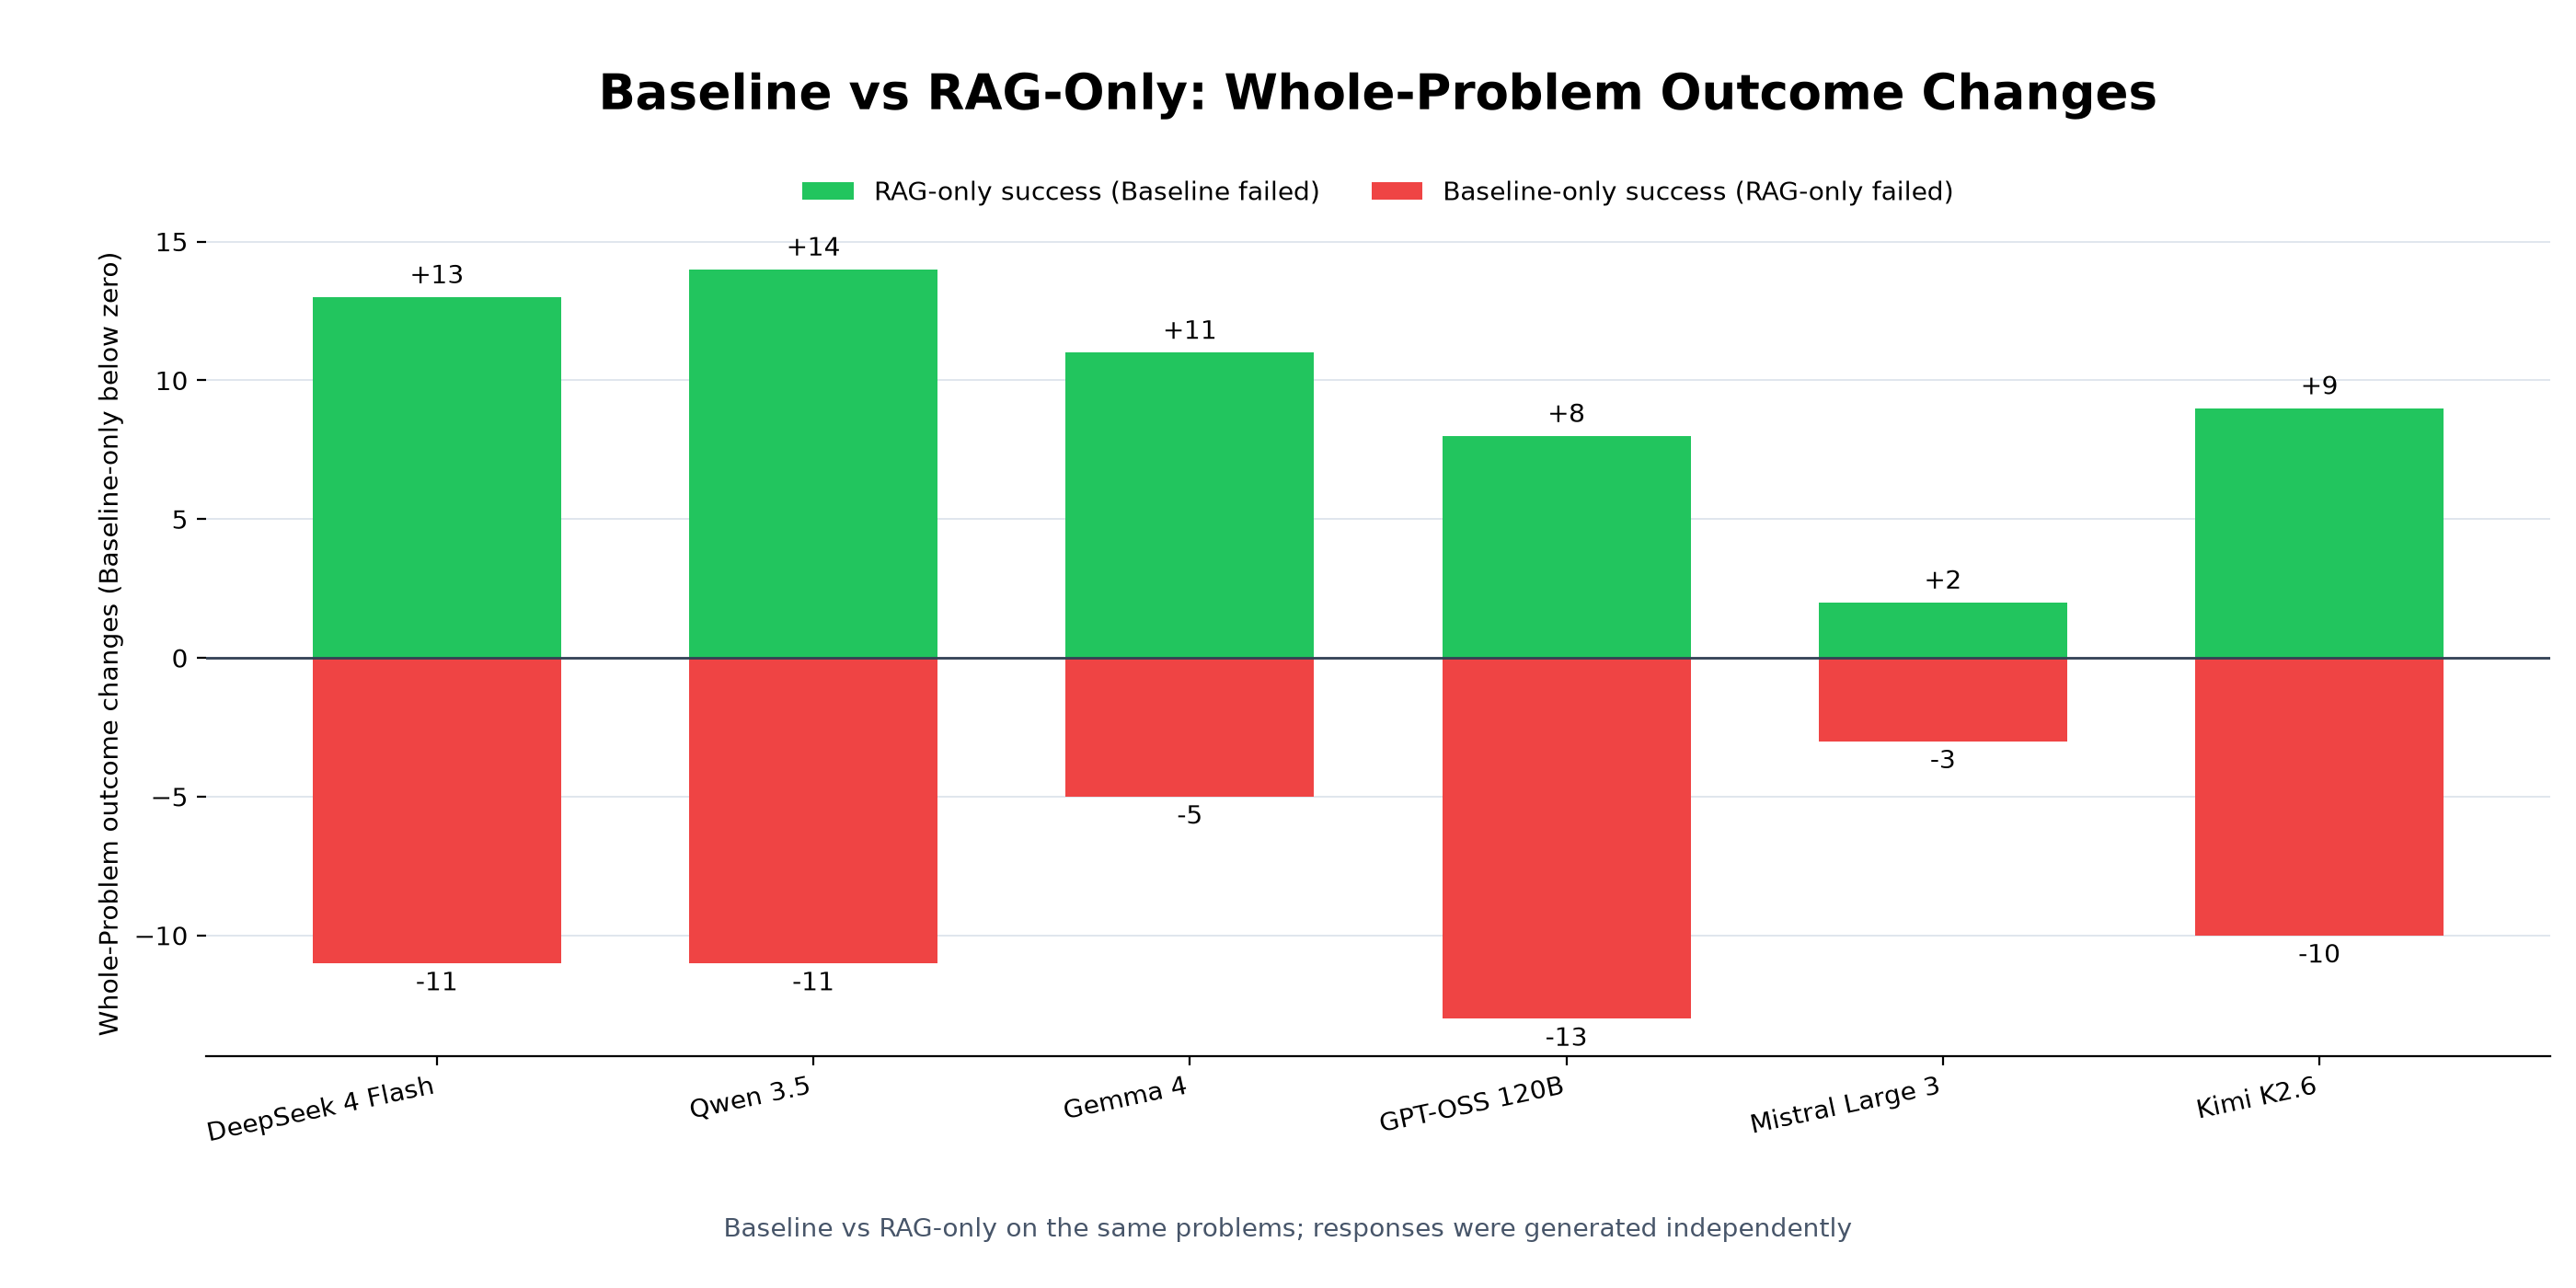 Baseline vs RAG-Only: Whole-Problem Outcome Changes
RAG-only success (Baseline failed)
Baseline-only success (RAG-only failed)
Whole-Problem outcome changes (Baseline-only below zero)
15
10
5
0
−5
−10
+13
+14
+11
+8
+2
+9
-11
-11
-5
-13
-3
-10
DeepSeek 4 Flash
Qwen 3.5
Gemma 4
GPT-OSS 120B
Mistral Large 3
Kimi K2.6
Baseline vs RAG-only on the same problems; responses were generated independently